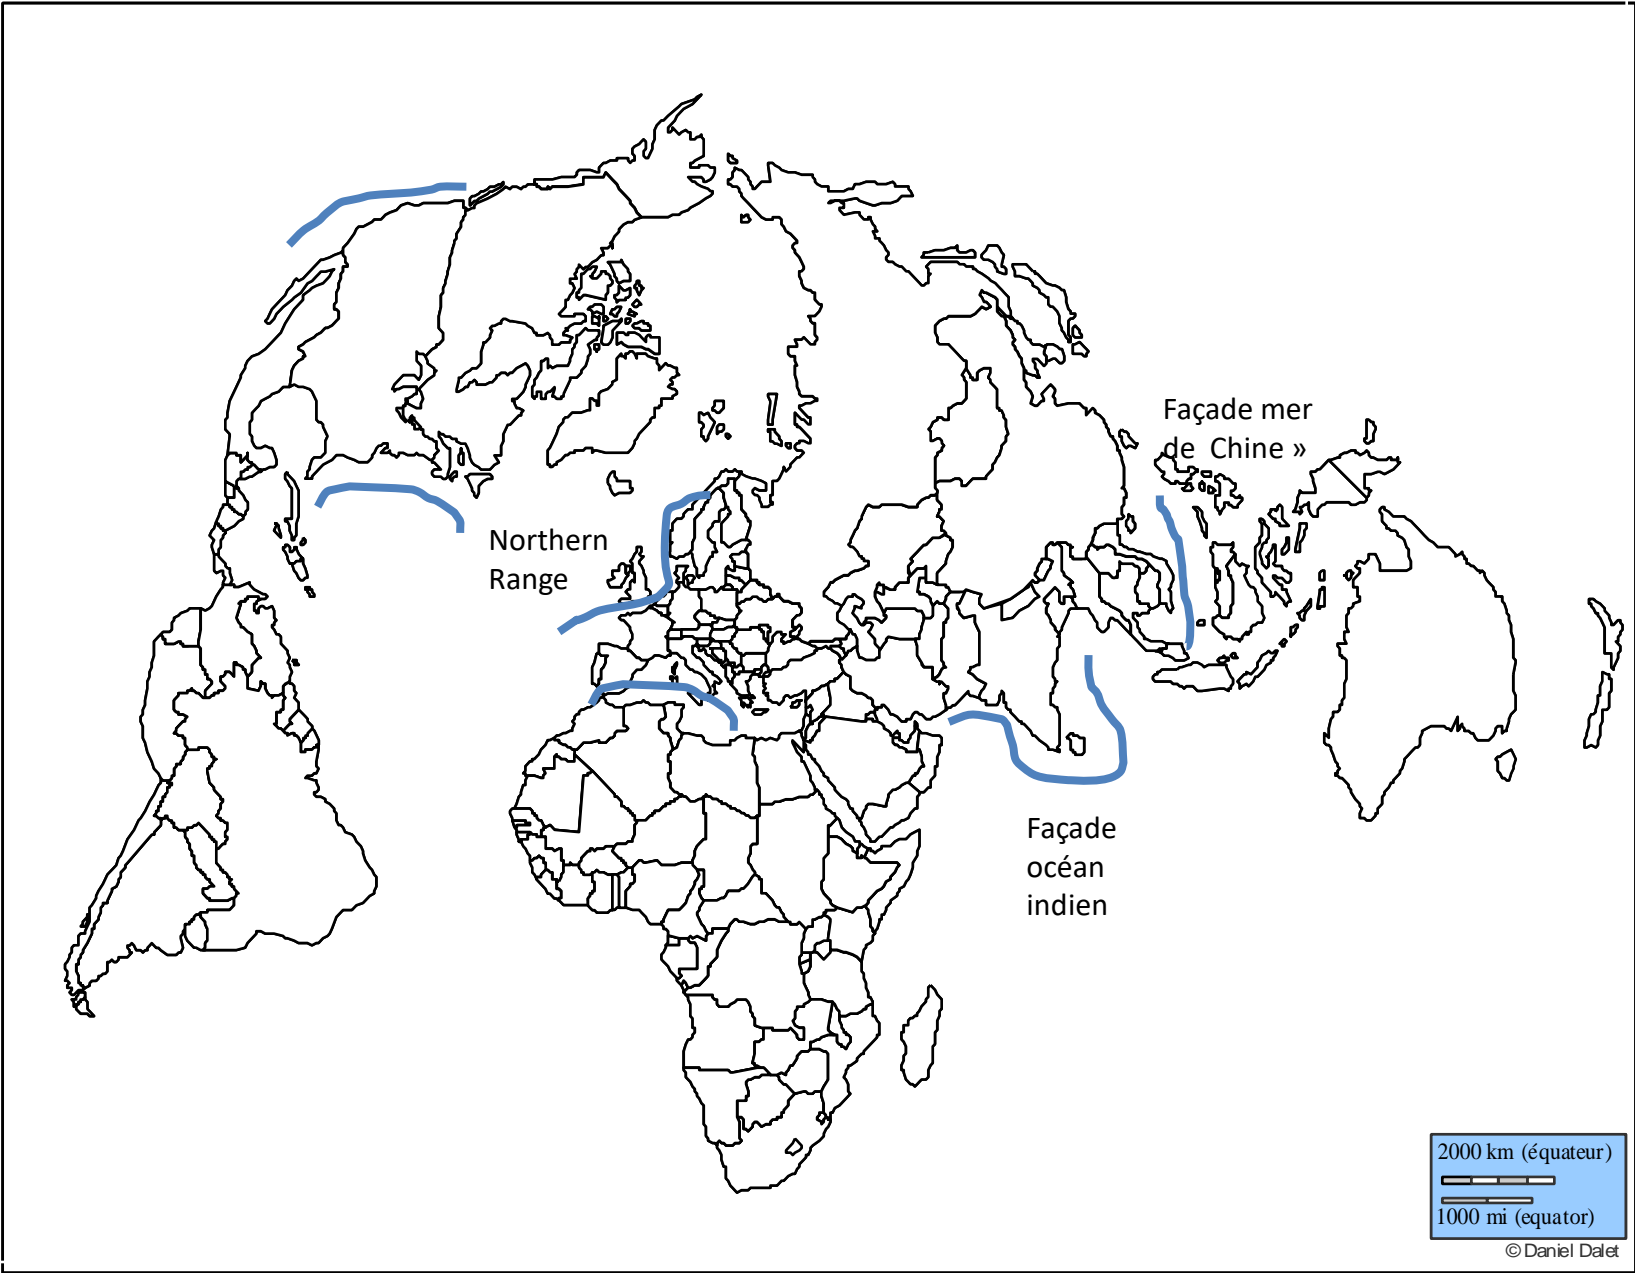 Façade mer
de Chine »
Northern
Range
Façade
océan
indien
2000 km (équateur)
1000 mi (equator)
© Daniel Dalet